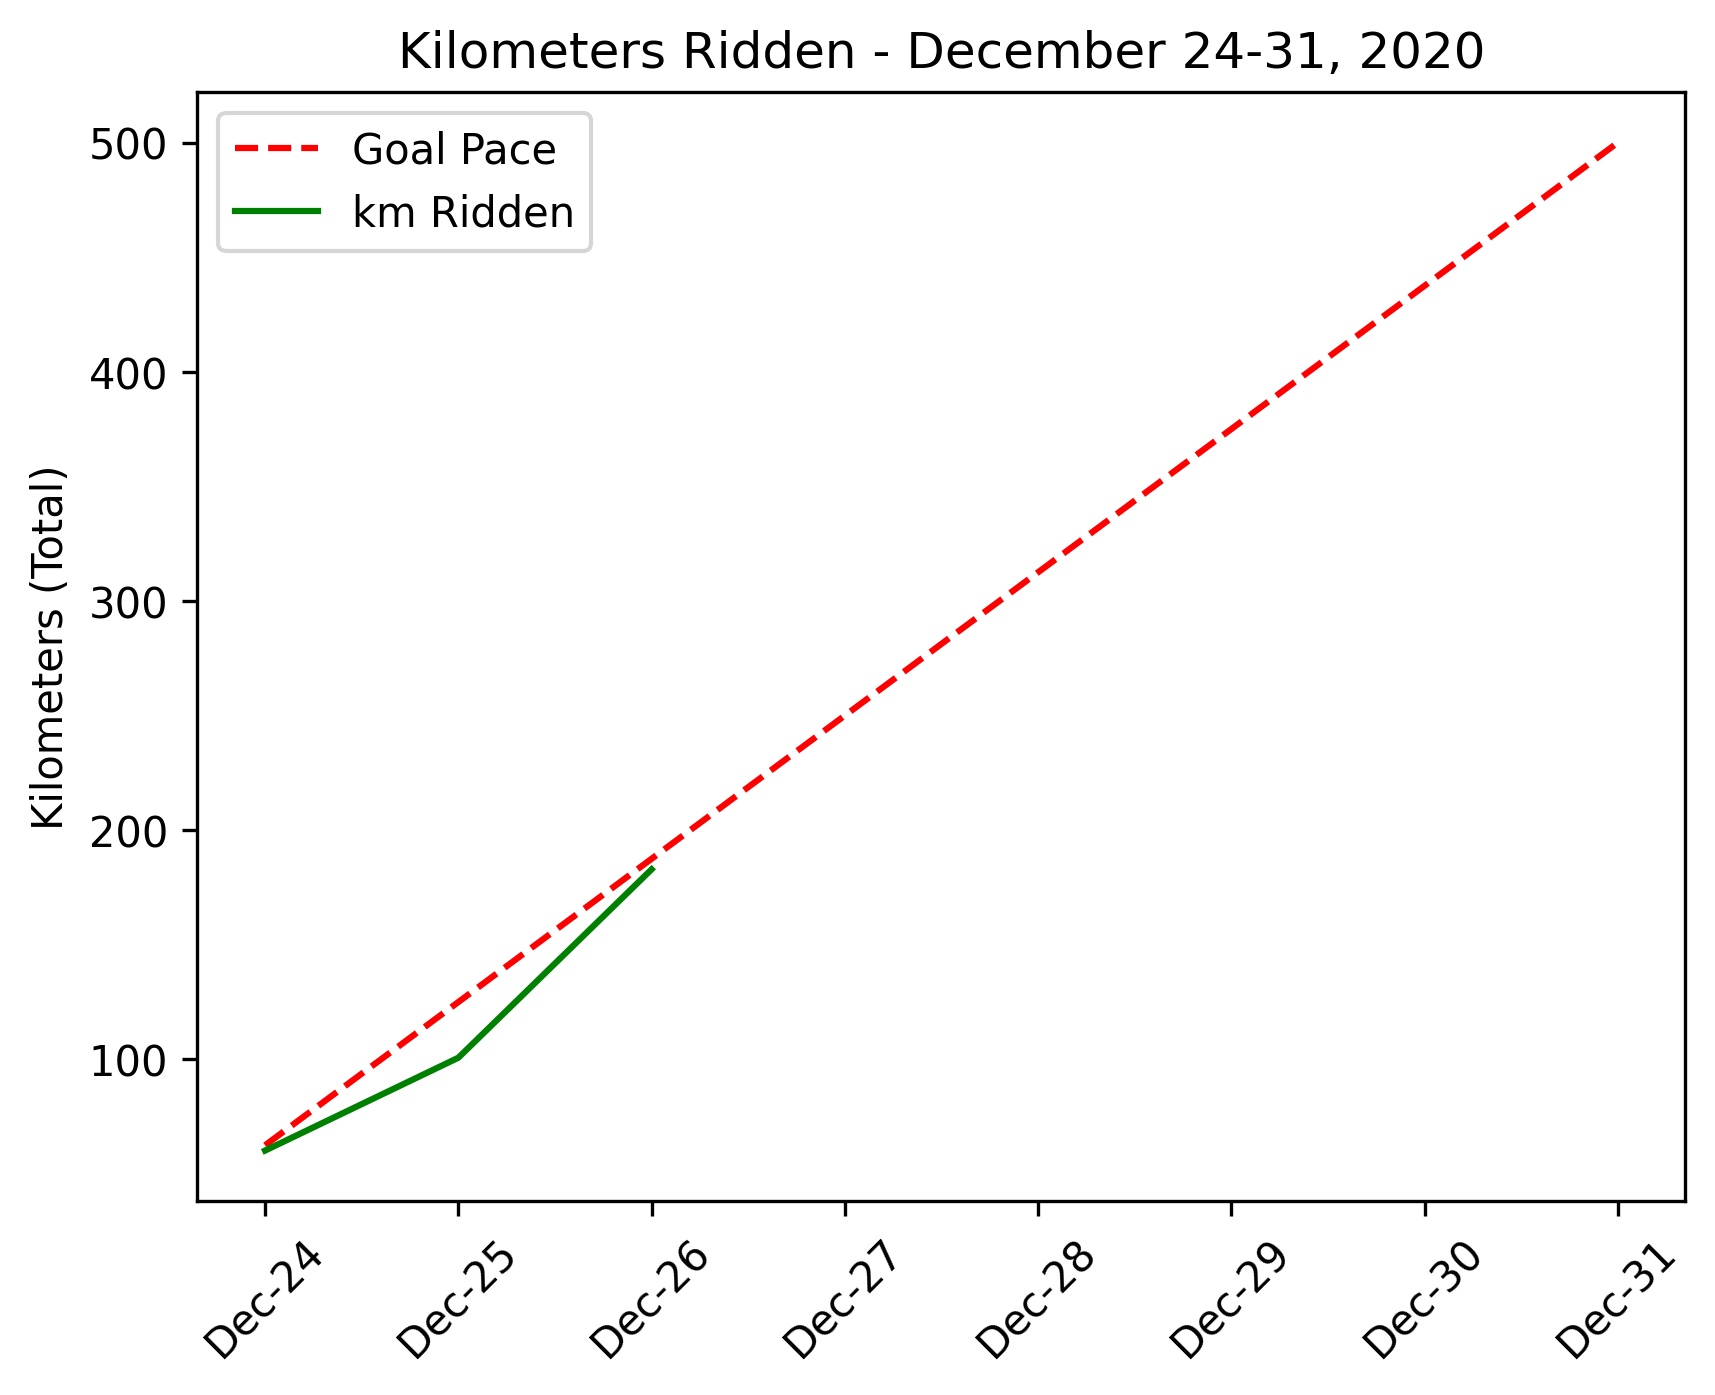 Kilometers Ridden - December 24-31, 2020
Goal Pace
km Ridden
Kilometers (Total)
500
400
300
200
100
Dec-24
Dec-25
Dec-26
Dec-27
Dec-28
Dec-29
Dec-30
Dec-31